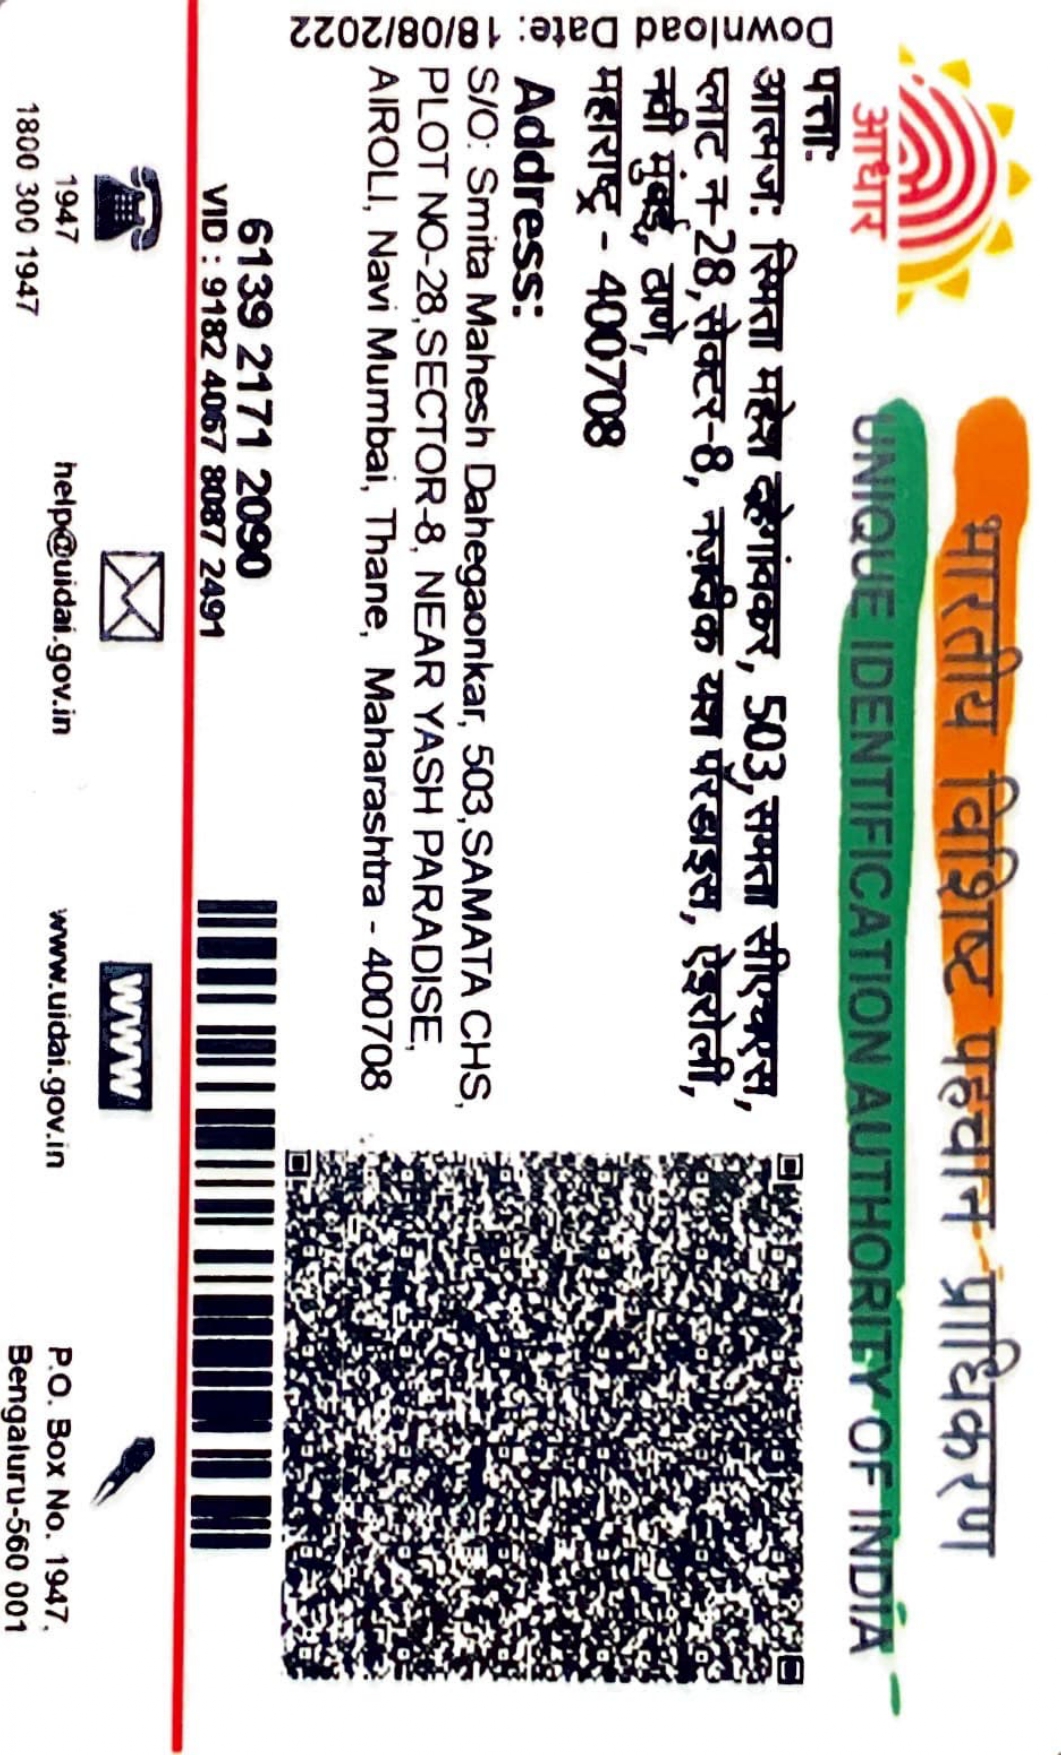 भारतीय विशिष्ट पहचान प्राधिकरण
UNIQUE IDENTIFICATION AUTHORITY OF INDIA
आधार
Download Date: 18/08/2022
पत्ता:
आत्मज: स्मिता महेश दहेगांवकर, 503,समता सीएचएस,
प्लाट न-28,सेक्टर-8, नज़दीक यश पॅरडाइस, ऐइरोली,
नवी मुंबई, ठाणे,
महाराष्ट्र - 400708
Address:
S/O: Smita Mahesh Dahegaonkar, 503,SAMATA CHS,
PLOT NO-28,SECTOR-8, NEAR YASH PARADISE,
AIROLI, Navi Mumbai, Thane, Maharashtra - 400708
6139 2171 2090
VID : 9182 4067 8087 2491
1947
1800 300 1947
help@uidai.gov.in
www
www.uidai.gov.in
P.O. Box No. 1947,
Bengaluru-560 001